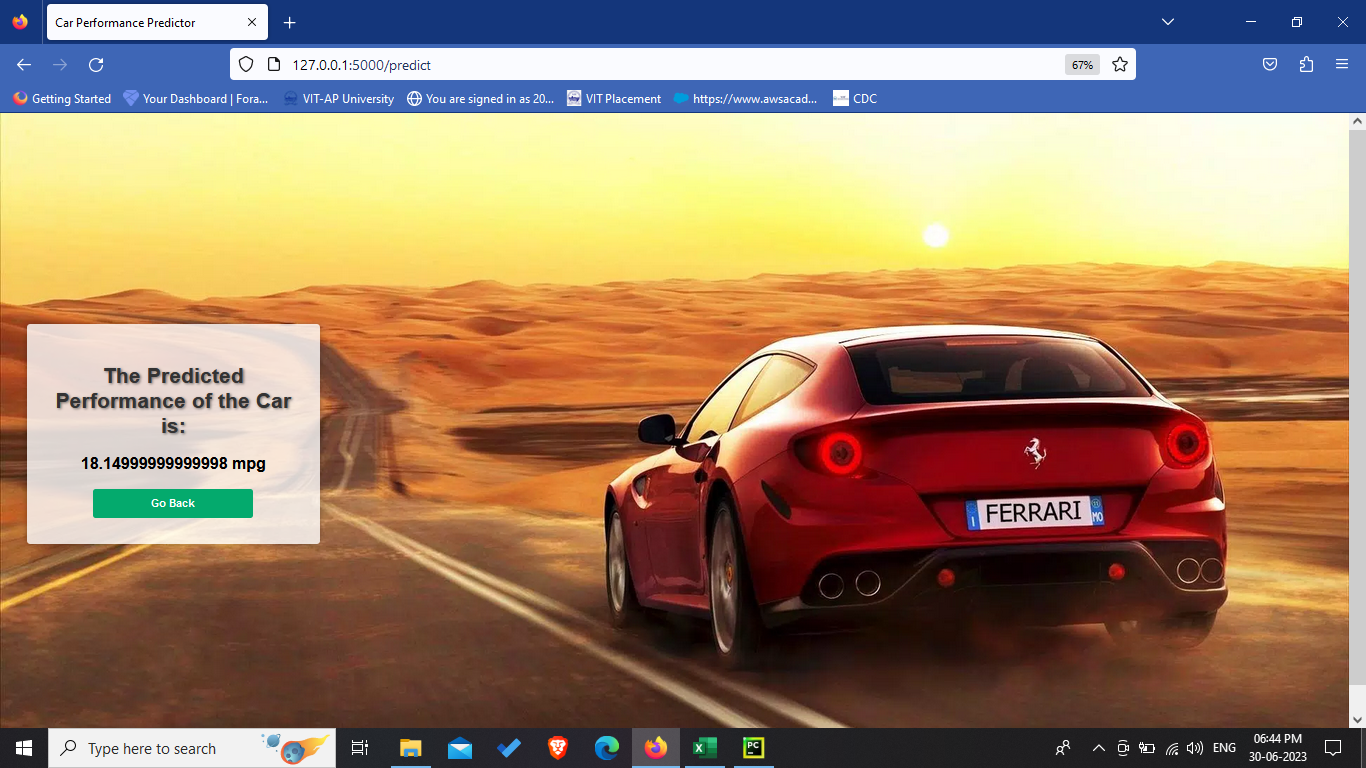 Car Performance Predictor
127.0.0.1:5000/predict
67%
Getting Started
Your Dashboard | Fora...
VIT-AP University
You are signed in as 20...
VIT Placement
https://www.awsacad...
CDC
The Predicted
Performance of the Car
is:
18.14999999999998 mpg
Go Back
I FERRARI MO
Type here to search
PC
ENG
06:44 PM
30-06-2023